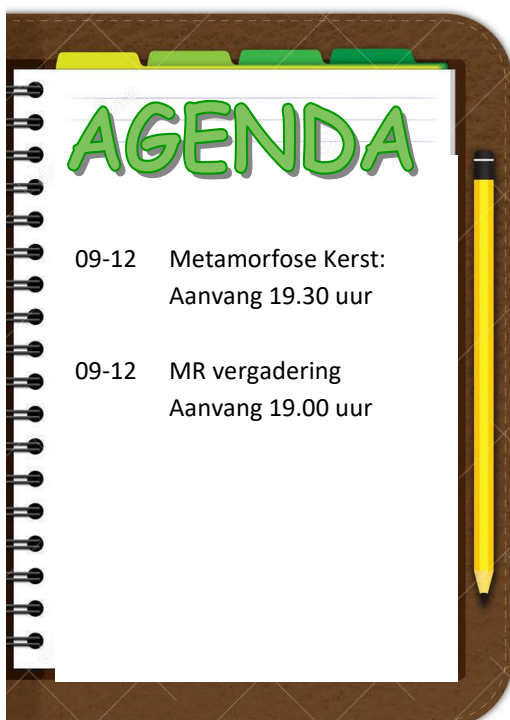 AGENDA
09-12 Metamorfose Kerst:
Aanvang 19.30 uur
09-12 MR vergadering
Aanvang 19.00 uur